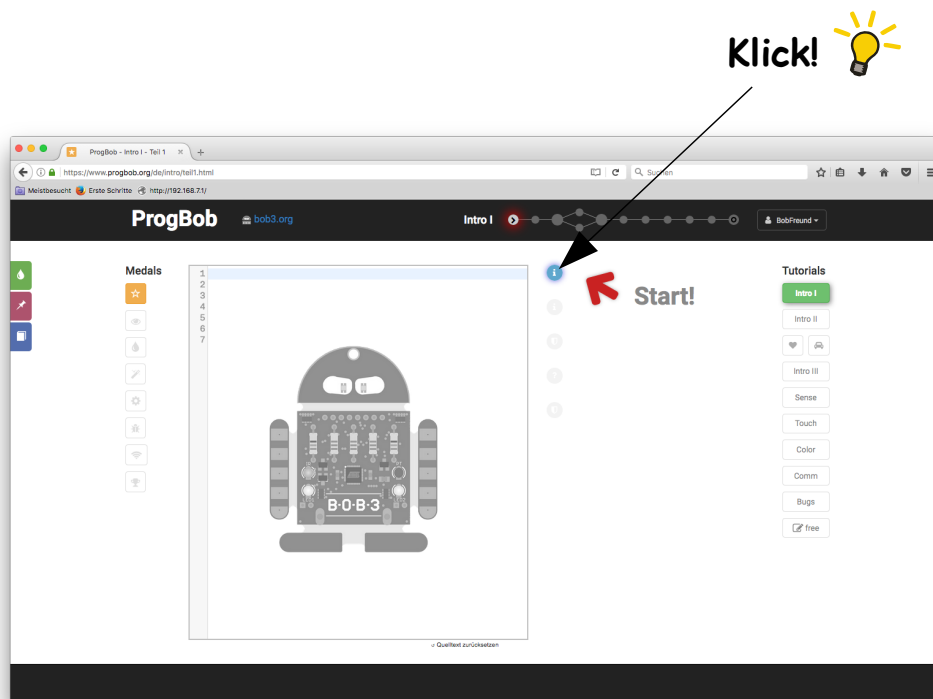 Klick!
ProgBob - Intro I - Teil 1
https://www.progbob.org/de/intro/teil1.html
Suchen
Meistbesucht
Erste Schritte
http://192.168.7.1/
ProgBob
bob3.org
Intro I
BobFreund
Medals
1
2
3
4
5
6
7
B·O·B·3
Start!
Tutorials
Intro I
Intro II
Intro III
Sense
Touch
Color
Comm
Bugs
free
Quelltext zurücksetzen